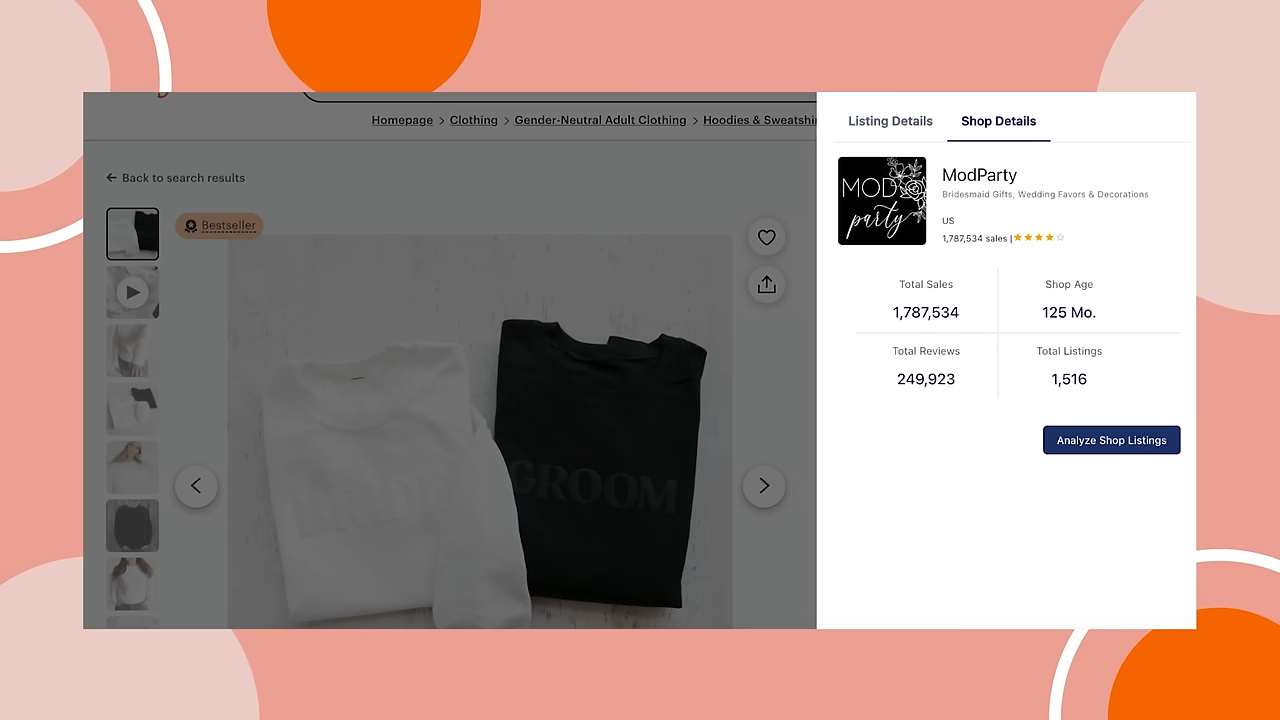 Homepage > Clothing > Gender-Neutral Adult Clothing > Hoodies & Sweatshi
← Back to search results
Bestseller
BRIDE
GROOM
Listing Details
Shop Details
MOD
party
ModParty
Bridesmaid Gifts, Wedding Favors & Decorations
US
1,787,534 sales | ★★★★☆
Total Sales
Shop Age
1,787,534
125 Mo.
Total Reviews
Total Listings
249,923
1,516
Analyze Shop Listings